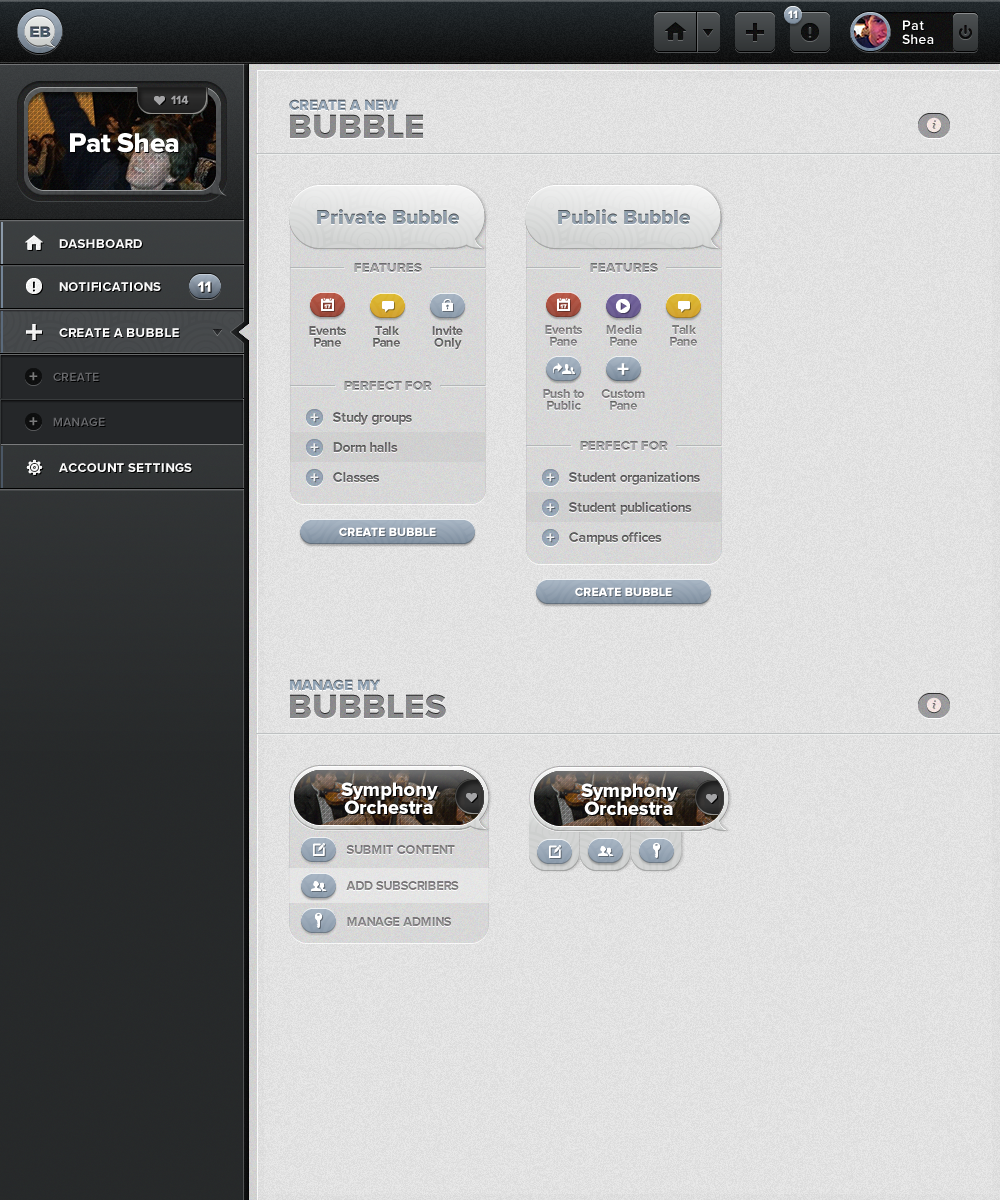 EB
11
Pat
Shea
114
Pat Shea
DASHBOARD
NOTIFICATIONS 11
CREATE A BUBBLE
CREATE
MANAGE
ACCOUNT SETTINGS
CREATE A NEW
BUBBLE
i
Private Bubble
FEATURES
Events Pane
Talk Pane
Invite Only
PERFECT FOR
Study groups
Dorm halls
Classes
CREATE BUBBLE
Public Bubble
FEATURES
Events Pane
Media Pane
Talk Pane
Push to Public
Custom Pane
PERFECT FOR
Student organizations
Student publications
Campus offices
CREATE BUBBLE
MANAGE MY
BUBBLES
i
Symphony
Orchestra
SUBMIT CONTENT
ADD SUBSCRIBERS
MANAGE ADMINS
Symphony
Orchestra